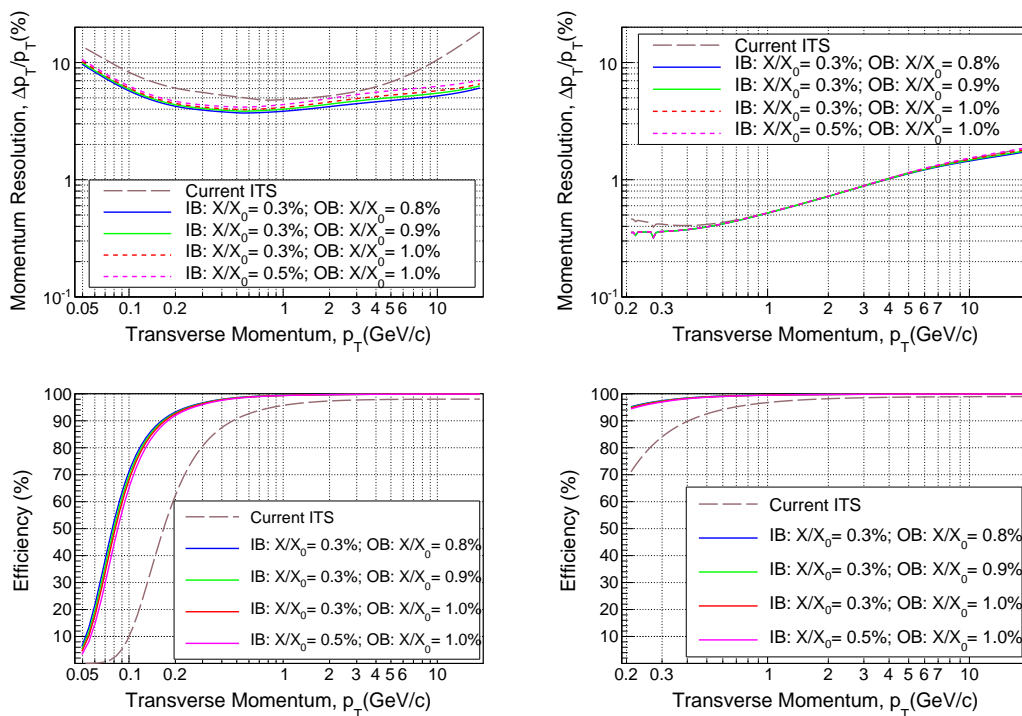 Momentum Resolution, Δp_T/p_T(%)
10
1
10^-1
Current ITS
IB: X/X_0= 0.3%; OB: X/X_0= 0.8%
IB: X/X_0= 0.3%; OB: X/X_0= 0.9%
IB: X/X_0= 0.3%; OB: X/X_0= 1.0%
IB: X/X_0= 0.5%; OB: X/X_0= 1.0%
0.05 0.1 0.2 1 2 3 4 5 6 10
Transverse Momentum, p_T(GeV/c)
Momentum Resolution, Δp_T/p_T(%)
10
1
10^-1
Current ITS
IB: X/X_0= 0.3%; OB: X/X_0= 0.8%
IB: X/X_0= 0.3%; OB: X/X_0= 0.9%
IB: X/X_0= 0.3%; OB: X/X_0= 1.0%
IB: X/X_0= 0.5%; OB: X/X_0= 1.0%
0.2 0.3 1 2 3 4 5 6 7 10
Transverse Momentum, p_T(GeV/c)
Efficiency (%)
100
90
80
70
60
50
40
30
20
10
Current ITS
IB: X/X_0= 0.3%; OB: X/X_0= 0.8%
IB: X/X_0= 0.3%; OB: X/X_0= 0.9%
IB: X/X_0= 0.3%; OB: X/X_0= 1.0%
IB: X/X_0= 0.5%; OB: X/X_0= 1.0%
0.05 0.1 0.2 1 2 3 4 5 6 10
Transverse Momentum, p_T(GeV/c)
Efficiency (%)
100
90
80
70
60
50
40
30
20
10
Current ITS
IB: X/X_0= 0.3%; OB: X/X_0= 0.8%
IB: X/X_0= 0.3%; OB: X/X_0= 0.9%
IB: X/X_0= 0.3%; OB: X/X_0= 1.0%
IB: X/X_0= 0.5%; OB: X/X_0= 1.0%
0.2 0.3 1 2 3 4 5 6 7 10
Transverse Momentum, p_T(GeV/c)